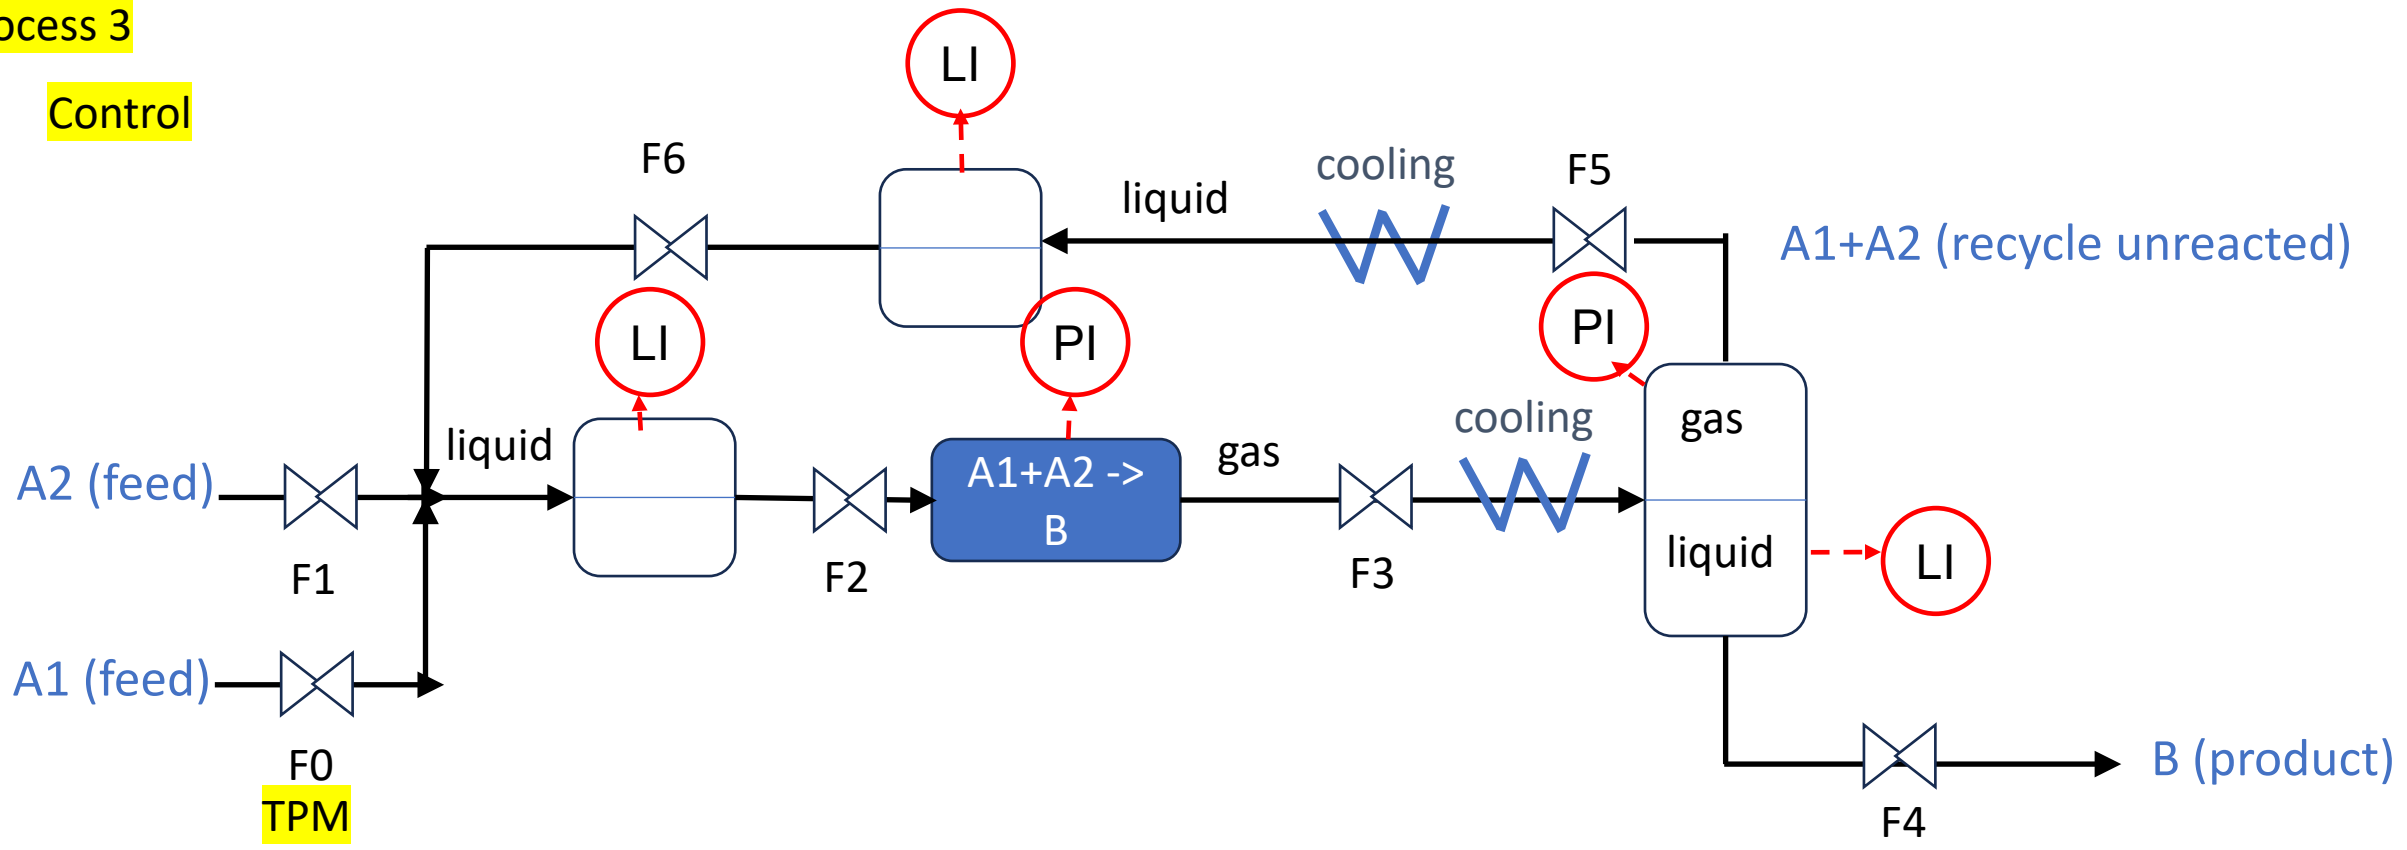 ocess 3
Control
LI
F6
liquid
cooling
F5
A1+A2 (recycle unreacted)
LI
PI
PI
liquid
gas
cooling
gas
A2 (feed)
A1+A2 ->
B
liquid
LI
F1
F2
F3
A1 (feed)
F0
TPM
B (product)
F4